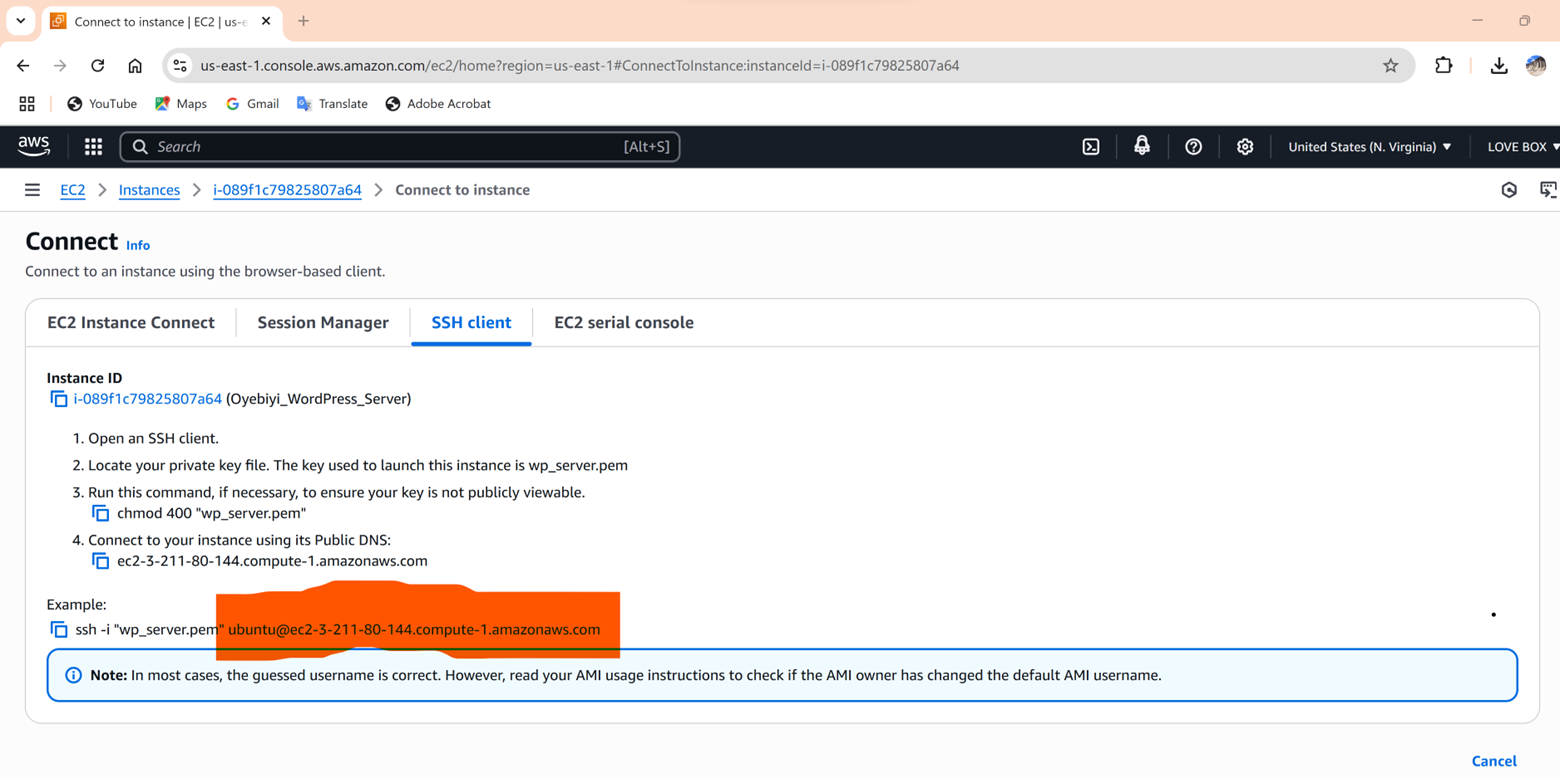 Connect to instance | EC2 | us-e
us-east-1.console.aws.amazon.com/ec2/home?region=us-east-1#ConnectToInstance:instanceId=i-089f1c79825807a64
YouTube Maps Gmail Translate Adobe Acrobat
aws Search [Alt+S] United States (N. Virginia) LOVE BOX
EC2 Instances i-089f1c79825807a64 Connect to instance
Connect Info
Connect to an instance using the browser-based client.
EC2 Instance Connect Session Manager SSH client EC2 serial console
Instance ID
i-089f1c79825807a64 (Oyebiyi_WordPress_Server)
1. Open an SSH client.
2. Locate your private key file. The key used to launch this instance is wp_server.pem
3. Run this command, if necessary, to ensure your key is not publicly viewable.
chmod 400 "wp_server.pem"
4. Connect to your instance using its Public DNS:
ec2-3-211-80-144.compute-1.amazonaws.com
Example:
ssh -i "wp_server.pem" ubuntu@ec2-3-211-80-144.compute-1.amazonaws.com
Note: In most cases, the guessed username is correct. However, read your AMI usage instructions to check if the AMI owner has changed the default AMI username.
Cancel